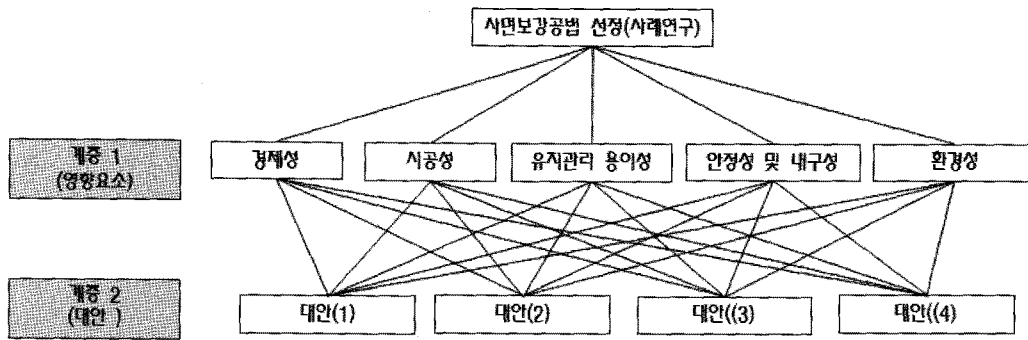 사면보강공법 선정(사례연구)
계층 1
(영향요소)
경제성
시공성
유지관리 용이성
안정성 및 내구성
환경성
계층 2
(대안 )
대안(1)
대안(2)
대안((3)
대안((4)